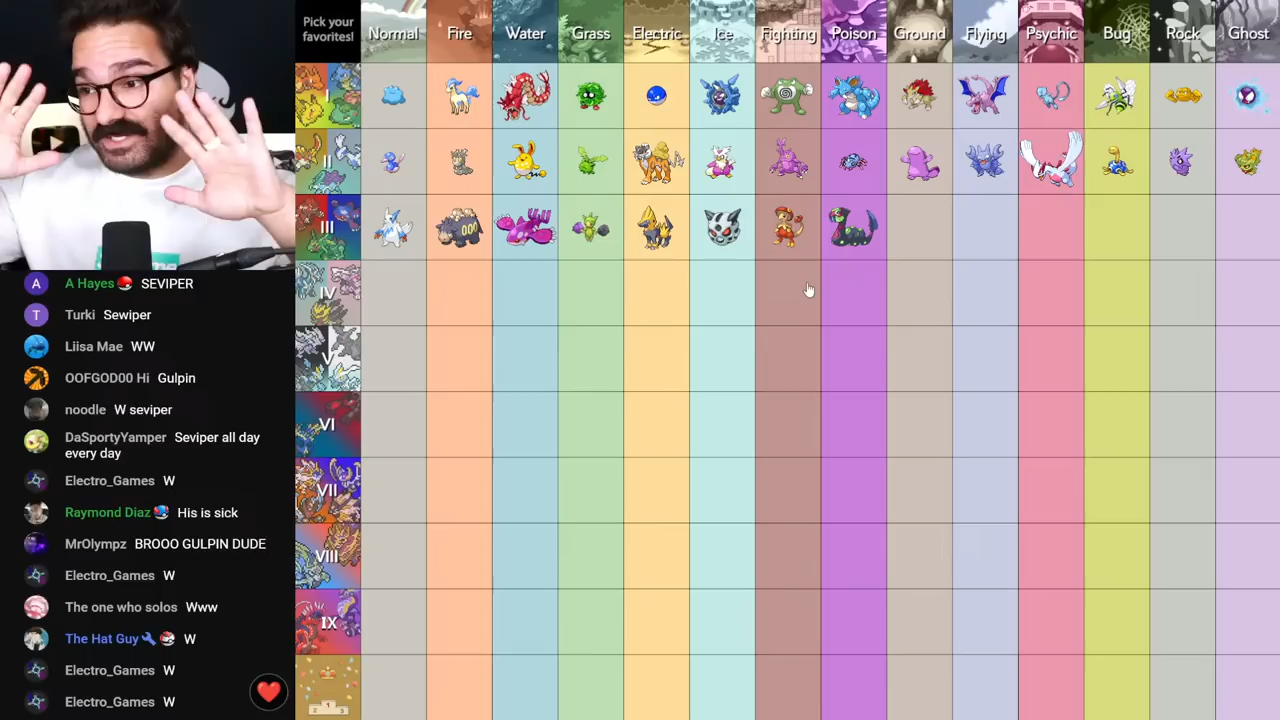 Pick your
favorites!
Normal
Fire
Water
Grass
Electric
Ice
Fighting
Poison
Ground
Flying
Psychic
Bug
Rock
Ghost
I
II
III
IV
V
VI
VII
VIII
IX
2 1 3
A A Hayes SEVIPER
T Turki Sewiper
Liisa Mae WW
OOFGOD00 Hi Gulpin
noodle W seviper
DaSportyYamper Seviper all day
every day
Electro_Games W
Raymond Diaz His is sick
MrOlympz BROOO GULPIN DUDE
Electro_Games W
The one who solos Www
The Hat Guy W
Electro_Games W
Electro_Games W